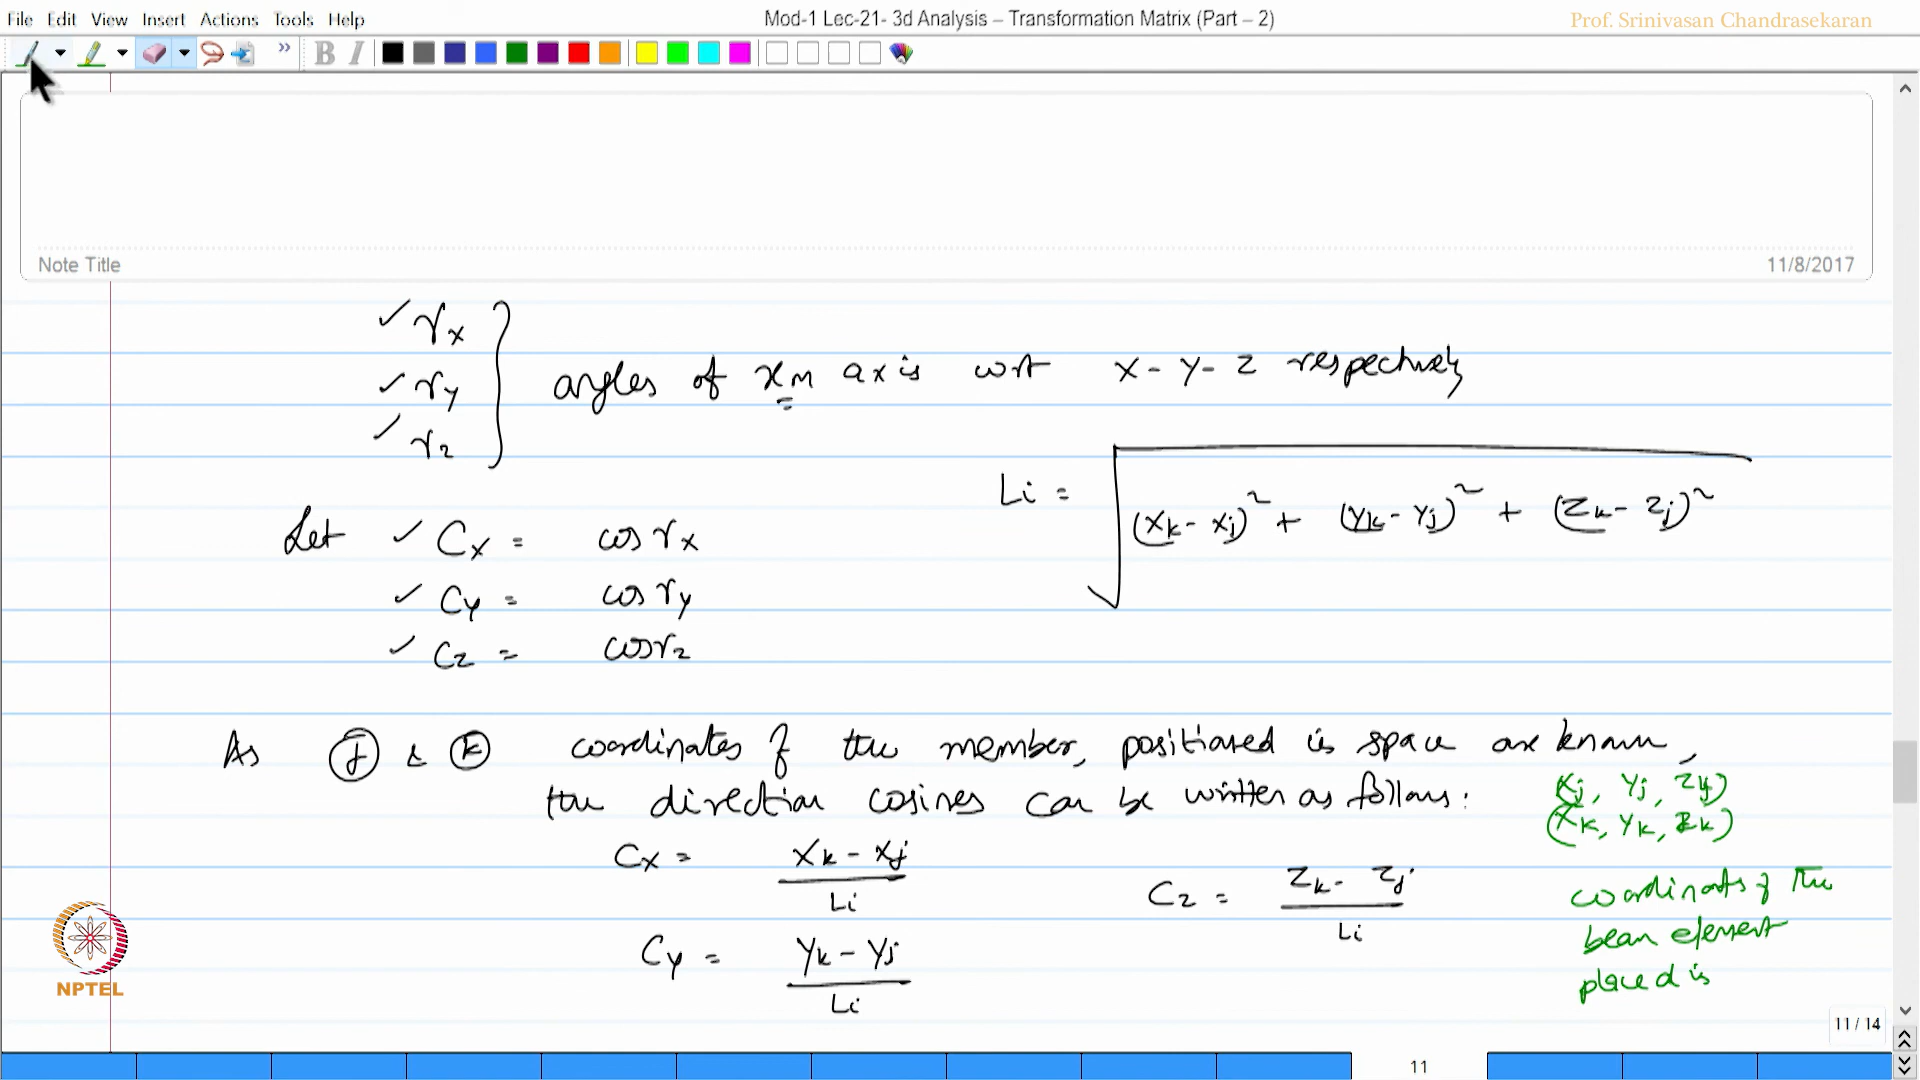 File Edit View Insert Actions Tools Help
Mod-1 Lec-21- 3d Analysis – Transformation Matrix (Part – 2)
Prof. Srinivasan Chandrasekaran
B I
Note Title
11/8/2017
✓ γx
✓ γy
✓ γz
angles of xm axis wrt X - Y - Z respectively
Li = √ (Xk - Xj)² + (Yk - Yj)² + (Zk - Zj)²
Let ✓ Cx = cos γx
✓ Cy = cos γy
✓ Cz = cos γz
As j & k coordinates of the member, positioned is space are known,
the direction cosines can be written as follows:
(Xj, Yj, Zj)
(Xk, Yk, Zk)
Cx = Xk - Xj / Li
Cz = Zk - Zj / Li
Cy = Yk - Yj / Li
coordinates of the
beam element
placed is
NPTEL
11 / 14
11